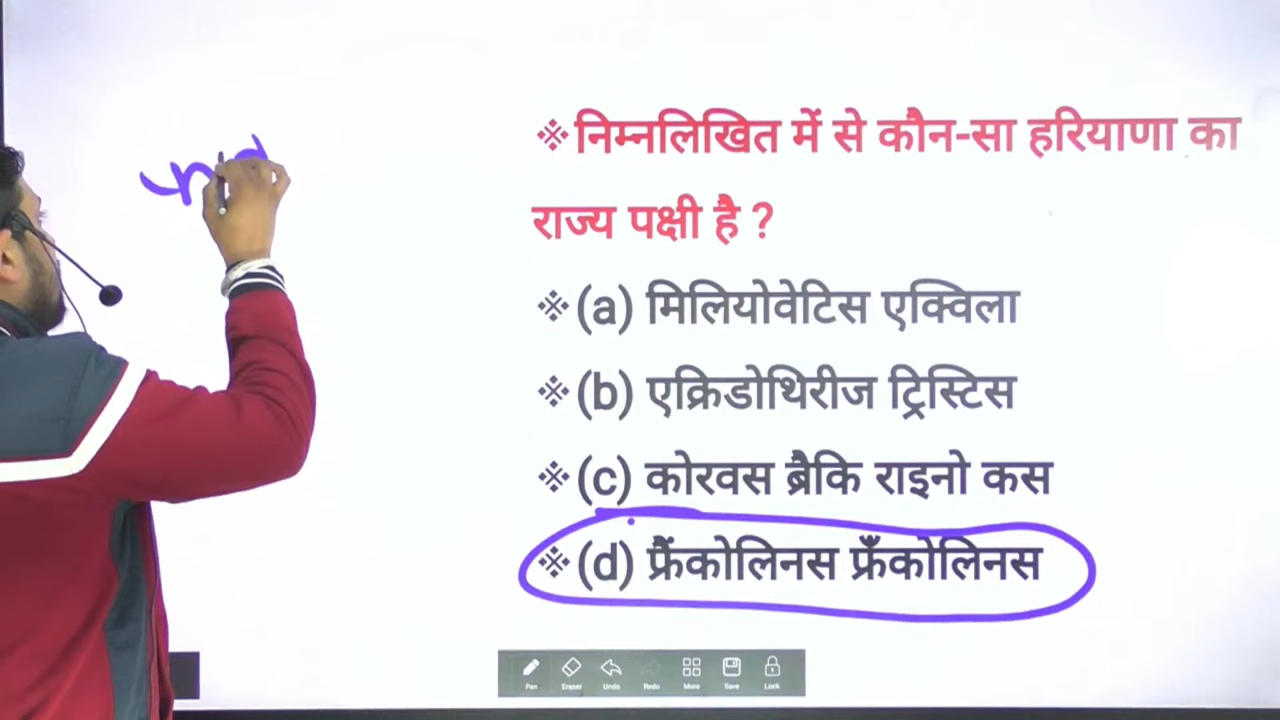 ❖निम्नलिखित में से कौन-सा हरियाणा का
राज्य पक्षी है ?
❖(a) मिलियोवेटिस एक्विला
❖(b) एक्रिडोथिरीज ट्रिस्टिस
❖(c) कोरवस ब्रैकि राइनो कस
❖(d) फ्रैंकोलिनस फ्रँकोलिनस
Pen Eraser Undo Redo More Save Lock